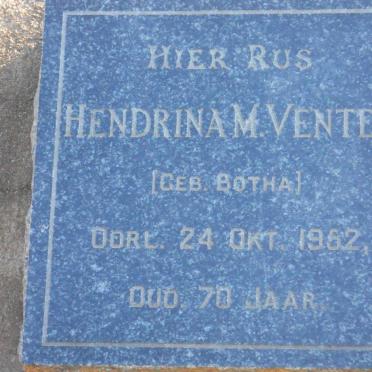 HIER RUS
HENDRINA M. VENTE
[GEB. BOTHA]
OORL. 24 OKT. 1962,
OUD. 70 JAAR.